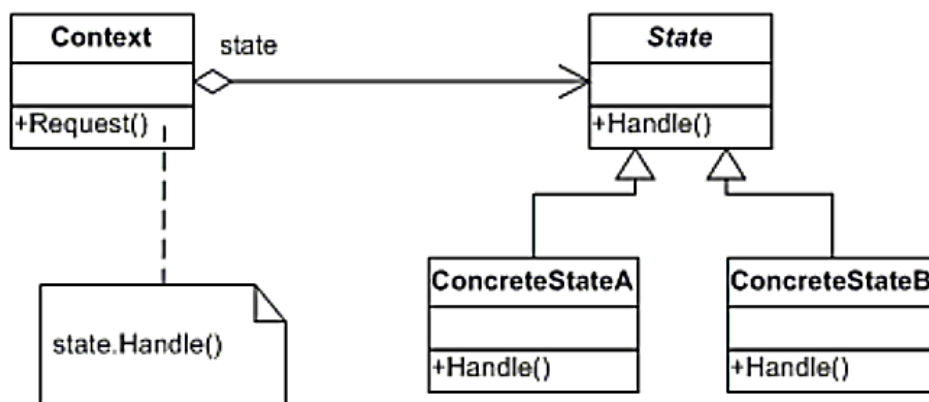 Context
state
State
+Request()
+Handle()
ConcreteStateA
ConcreteStateB
state.Handle()
+Handle()
+Handle()